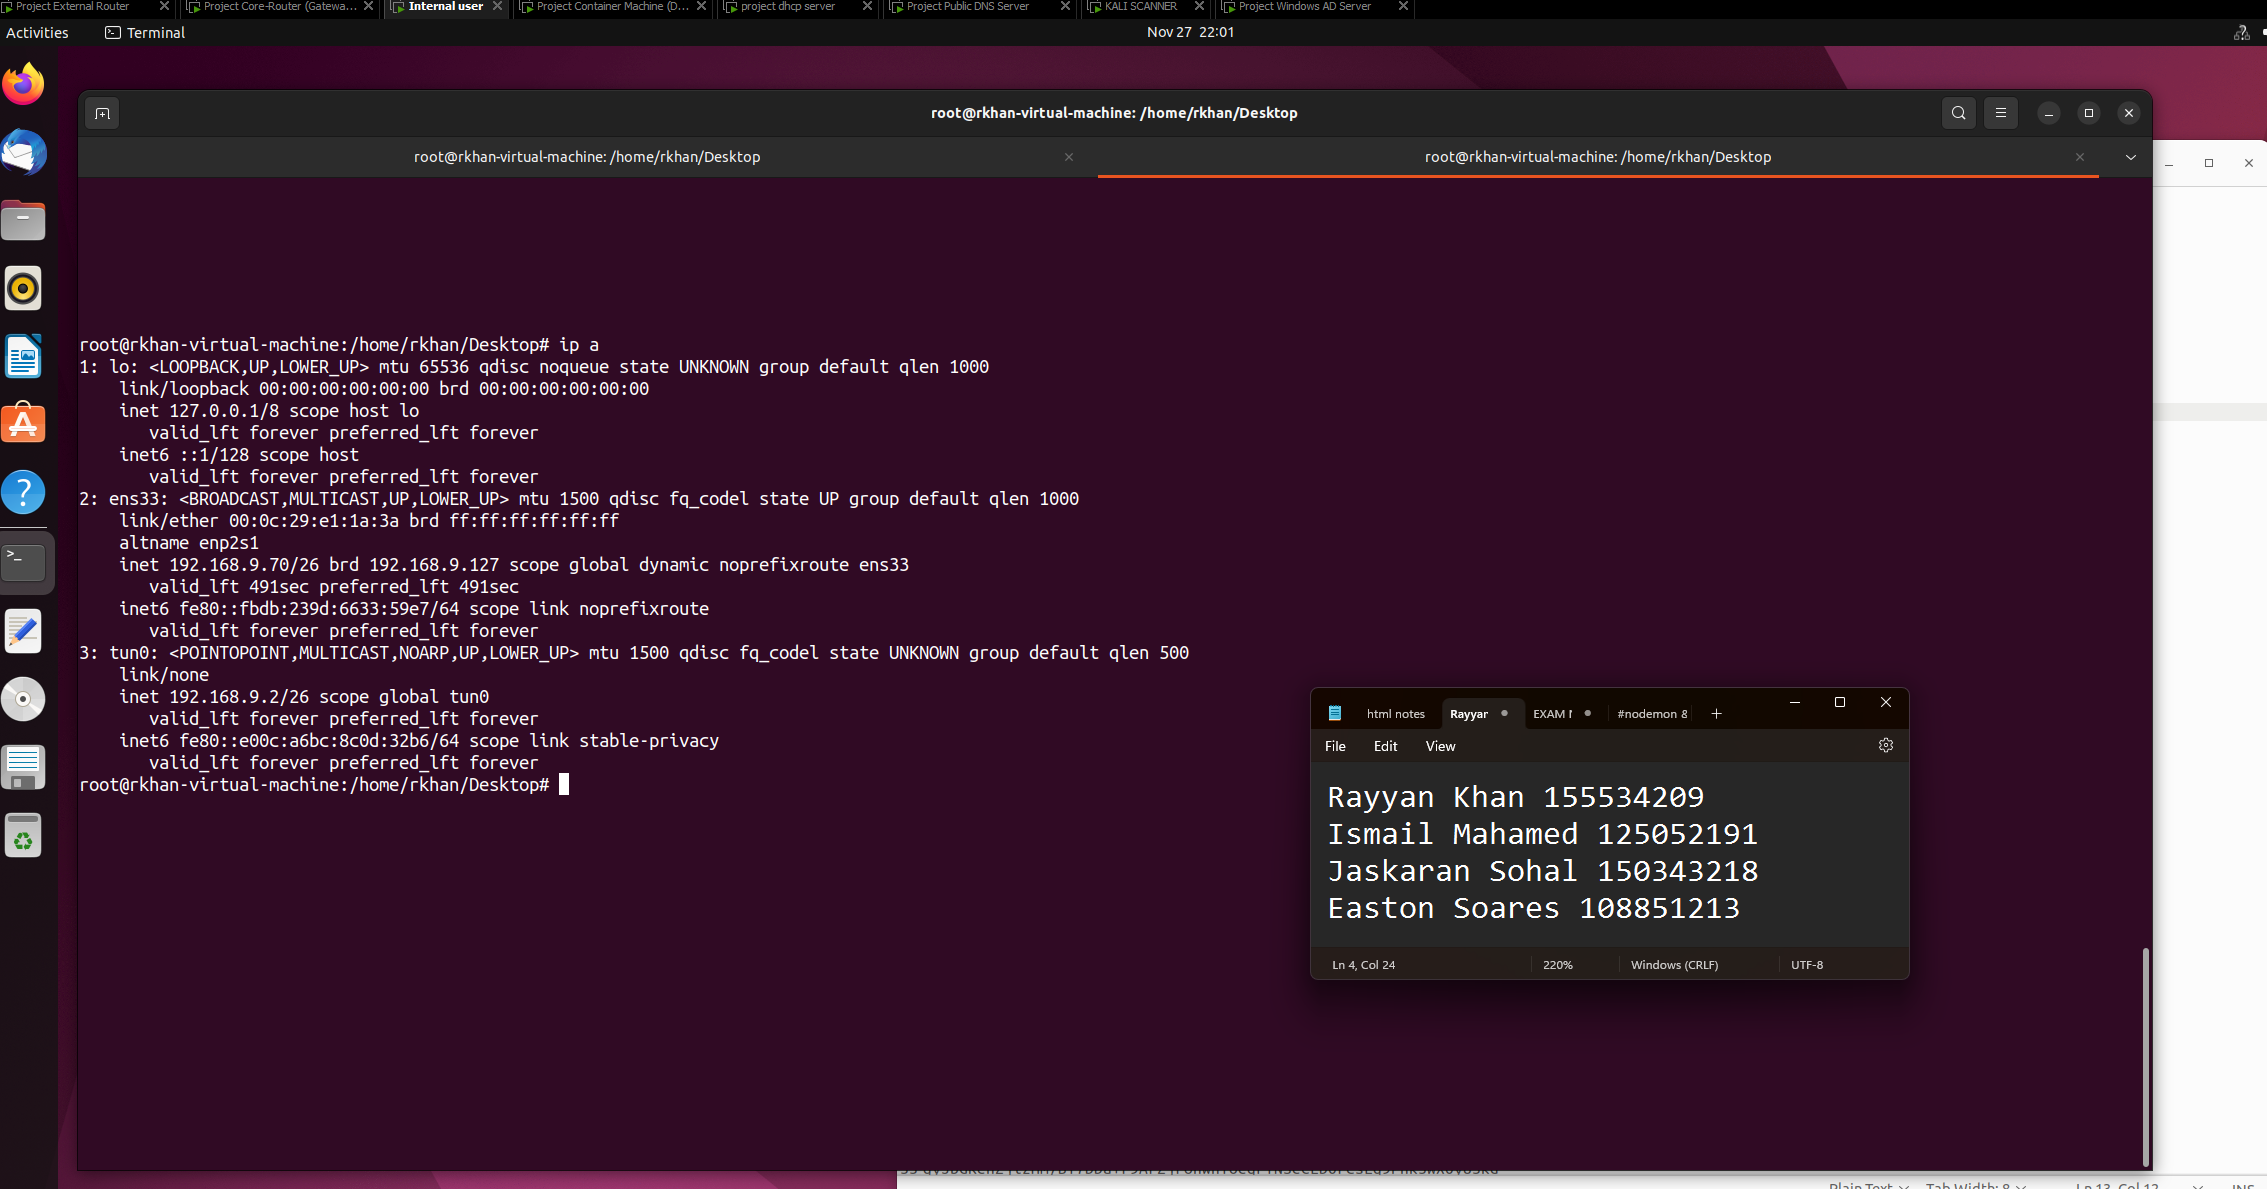 Project External Router
Project Core-Router (Gatewa...
Internal user
Project Container Machine (D...
project dhcp server
Project Public DNS Server
KALI SCANNER
Project Windows AD Server
Activities
Terminal
Nov 27 22:01
root@rkhan-virtual-machine: /home/rkhan/Desktop
root@rkhan-virtual-machine: /home/rkhan/Desktop
root@rkhan-virtual-machine: /home/rkhan/Desktop
root@rkhan-virtual-machine:/home/rkhan/Desktop# ip a
1: lo: <LOOPBACK,UP,LOWER_UP> mtu 65536 qdisc noqueue state UNKNOWN group default qlen 1000
link/loopback 00:00:00:00:00:00 brd 00:00:00:00:00:00
inet 127.0.0.1/8 scope host lo
valid_lft forever preferred_lft forever
inet6 ::1/128 scope host
valid_lft forever preferred_lft forever
2: ens33: <BROADCAST,MULTICAST,UP,LOWER_UP> mtu 1500 qdisc fq_codel state UP group default qlen 1000
link/ether 00:0c:29:e1:1a:3a brd ff:ff:ff:ff:ff:ff
altname enp2s1
inet 192.168.9.70/26 brd 192.168.9.127 scope global dynamic noprefixroute ens33
valid_lft 491sec preferred_lft 491sec
inet6 fe80::fbdb:239d:6633:59e7/64 scope link noprefixroute
valid_lft forever preferred_lft forever
3: tun0: <POINTOPOINT,MULTICAST,NOARP,UP,LOWER_UP> mtu 1500 qdisc fq_codel state UNKNOWN group default qlen 500
link/none
inet 192.168.9.2/26 scope global tun0
valid_lft forever preferred_lft forever
inet6 fe80::e00c:a6bc:8c0d:32b6/64 scope link stable-privacy
valid_lft forever preferred_lft forever
root@rkhan-virtual-machine:/home/rkhan/Desktop#
html notes
Rayyar
EXAM
#nodemon &
File Edit View
Rayyan Khan 155534209
Ismail Mahamed 125052191
Jaskaran Sohal 150343218
Easton Soares 108851213
Ln 4, Col 24
220%
Windows (CRLF)
UTF-8
Plain Text
Tab Width: 8
Ln 13, Col 12
INS